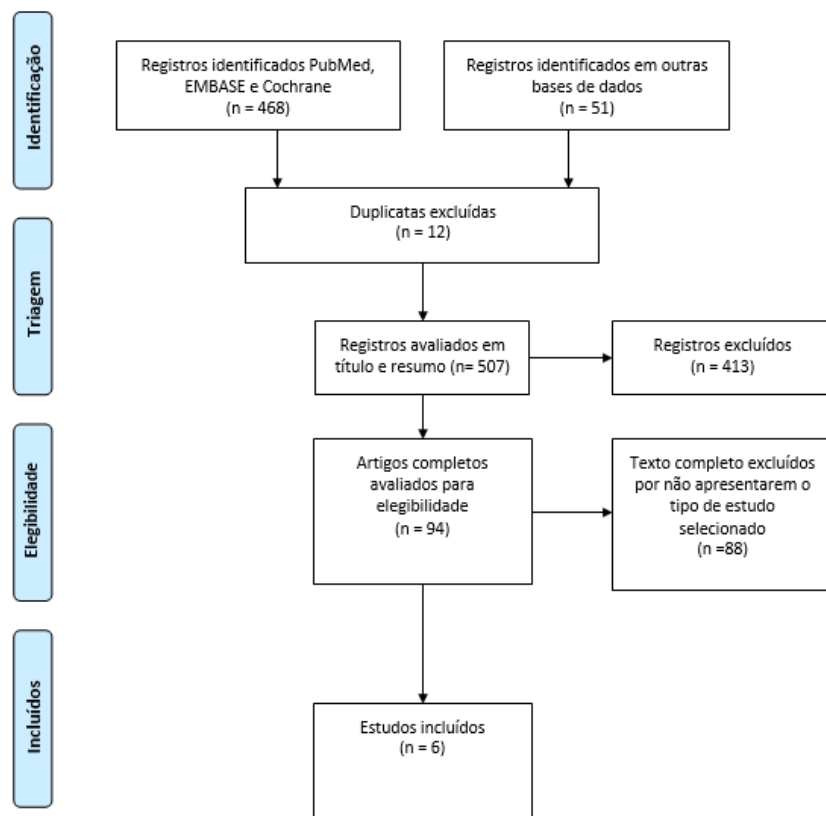 Identificação
Registros identificados PubMed,
EMBASE e Cochrane
(n = 468)
Registros identificados em outras
bases de dados
(n = 51)
Duplicatas excluídas
(n = 12)
Triagem
Registros avaliados em
título e resumo (n= 507)
Registros excluídos
(n = 413)
Elegibilidade
Artigos completos
avaliados para
elegibilidade
(n = 94)
Texto completo excluídos
por não apresentarem o
tipo de estudo
selecionado
(n =88)
Incluídos
Estudos incluídos
(n = 6)